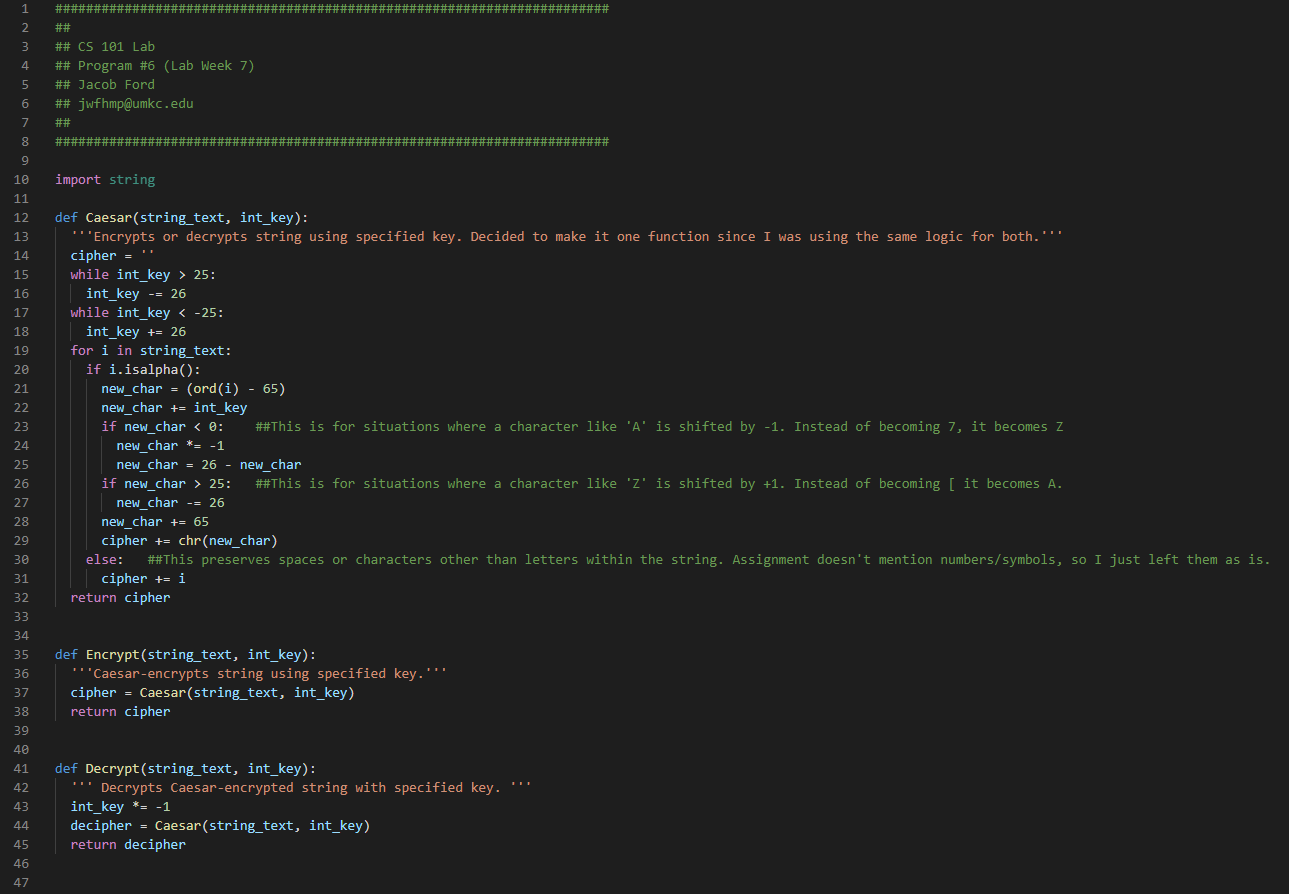 1 ########################################################################
2 ##
3 ## CS 101 Lab
4 ## Program #6 (Lab Week 7)
5 ## Jacob Ford
6 ## jwfhmp@umkc.edu
7 ##
8 ########################################################################
9
10 import string
11
12 def Caesar(string_text, int_key):
13   '''Encrypts or decrypts string using specified key. Decided to make it one function since I was using the same logic for both.'''
14   cipher = ''
15   while int_key > 25:
16     int_key -= 26
17   while int_key < -25:
18     int_key += 26
19   for i in string_text:
20     if i.isalpha():
21       new_char = (ord(i) - 65)
22       new_char += int_key
23       if new_char < 0:    ##This is for situations where a character like 'A' is shifted by -1. Instead of becoming 7, it becomes Z
24         new_char *= -1
25         new_char = 26 - new_char
26       if new_char > 25:   ##This is for situations where a character like 'Z' is shifted by +1. Instead of becoming [ it becomes A.
27         new_char -= 26
28       new_char += 65
29       cipher += chr(new_char)
30     else:   ##This preserves spaces or characters other than letters within the string. Assignment doesn't mention numbers/symbols, so I just left them as is.
31       cipher += i
32   return cipher
33
34
35 def Encrypt(string_text, int_key):
36   '''Caesar-encrypts string using specified key.'''
37   cipher = Caesar(string_text, int_key)
38   return cipher
39
40
41 def Decrypt(string_text, int_key):
42   ''' Decrypts Caesar-encrypted string with specified key. '''
43   int_key *= -1
44   decipher = Caesar(string_text, int_key)
45   return decipher
46
47